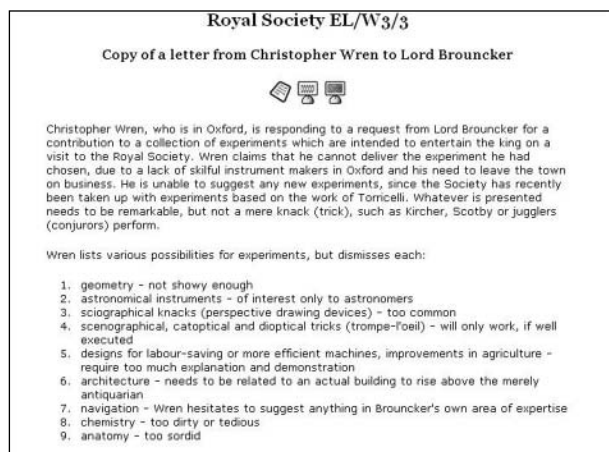 Royal Society EL/W3/3
Copy of a letter from Christopher Wren to Lord Brouncker
Christopher Wren, who is in Oxford, is responding to a request from Lord Brouncker for a
contribution to a collection of experiments which are intended to entertain the king on a
visit to the Royal Society. Wren claims that he cannot deliver the experiment he had
chosen, due to a lack of skilful instrument makers in Oxford and his need to leave the town
on business. He is unable to suggest any new experiments, since the Society has recently
been taken up with experiments based on the work of Torricelli. Whatever is presented
needs to be remarkable, but not a mere knack (trick), such as Kircher, Scotby or jugglers
(conjurors) perform.
Wren lists various possibilities for experiments, but dismisses each:
1. geometry - not showy enough
2. astronomical instruments - of interest only to astronomers
3. sciographical knacks (perspective drawing devices) - too common
4. scenographical, catoptical and dioptical tricks (trompe-l'oeil) - will only work, if well
executed
5. designs for labour-saving or more efficient machines, improvements in agriculture -
require too much explanation and demonstration
6. architecture - needs to be related to an actual building to rise above the merely
antiquarian
7. navigation - Wren hesitates to suggest anything in Brouncker's own area of expertise
8. chemistry - too dirty or tedious
9. anatomy - too sordid